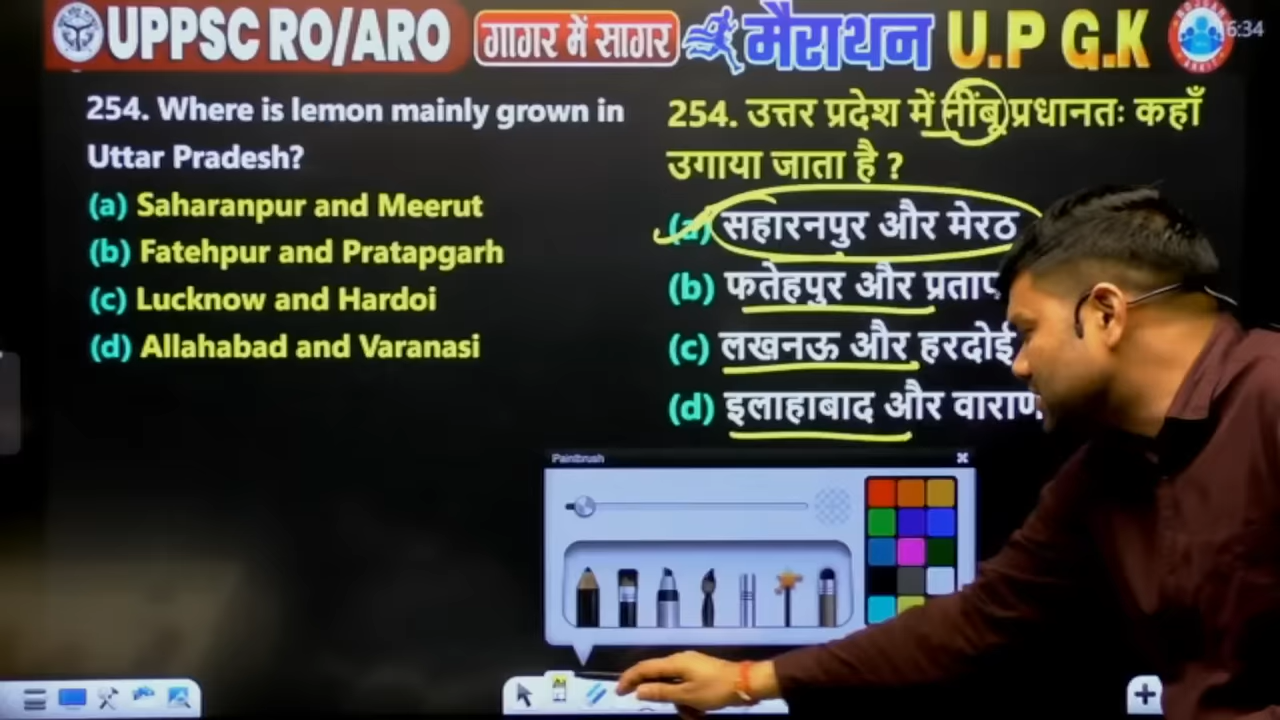 UPPSC RO/ARO गागर में सागर मैराथन U.P G.K
254. Where is lemon mainly grown in
Uttar Pradesh?
(a) Saharanpur and Meerut
(b) Fatehpur and Pratapgarh
(c) Lucknow and Hardoi
(d) Allahabad and Varanasi
254. उत्तर प्रदेश में नींबू प्रधानतः कहाँ
उगाया जाता है ?
(a) सहारनपुर और मेरठ
(b) फतेहपुर और
(c) लखनऊ और हरदोई
(d) इलाहाबाद और
Paintbrush